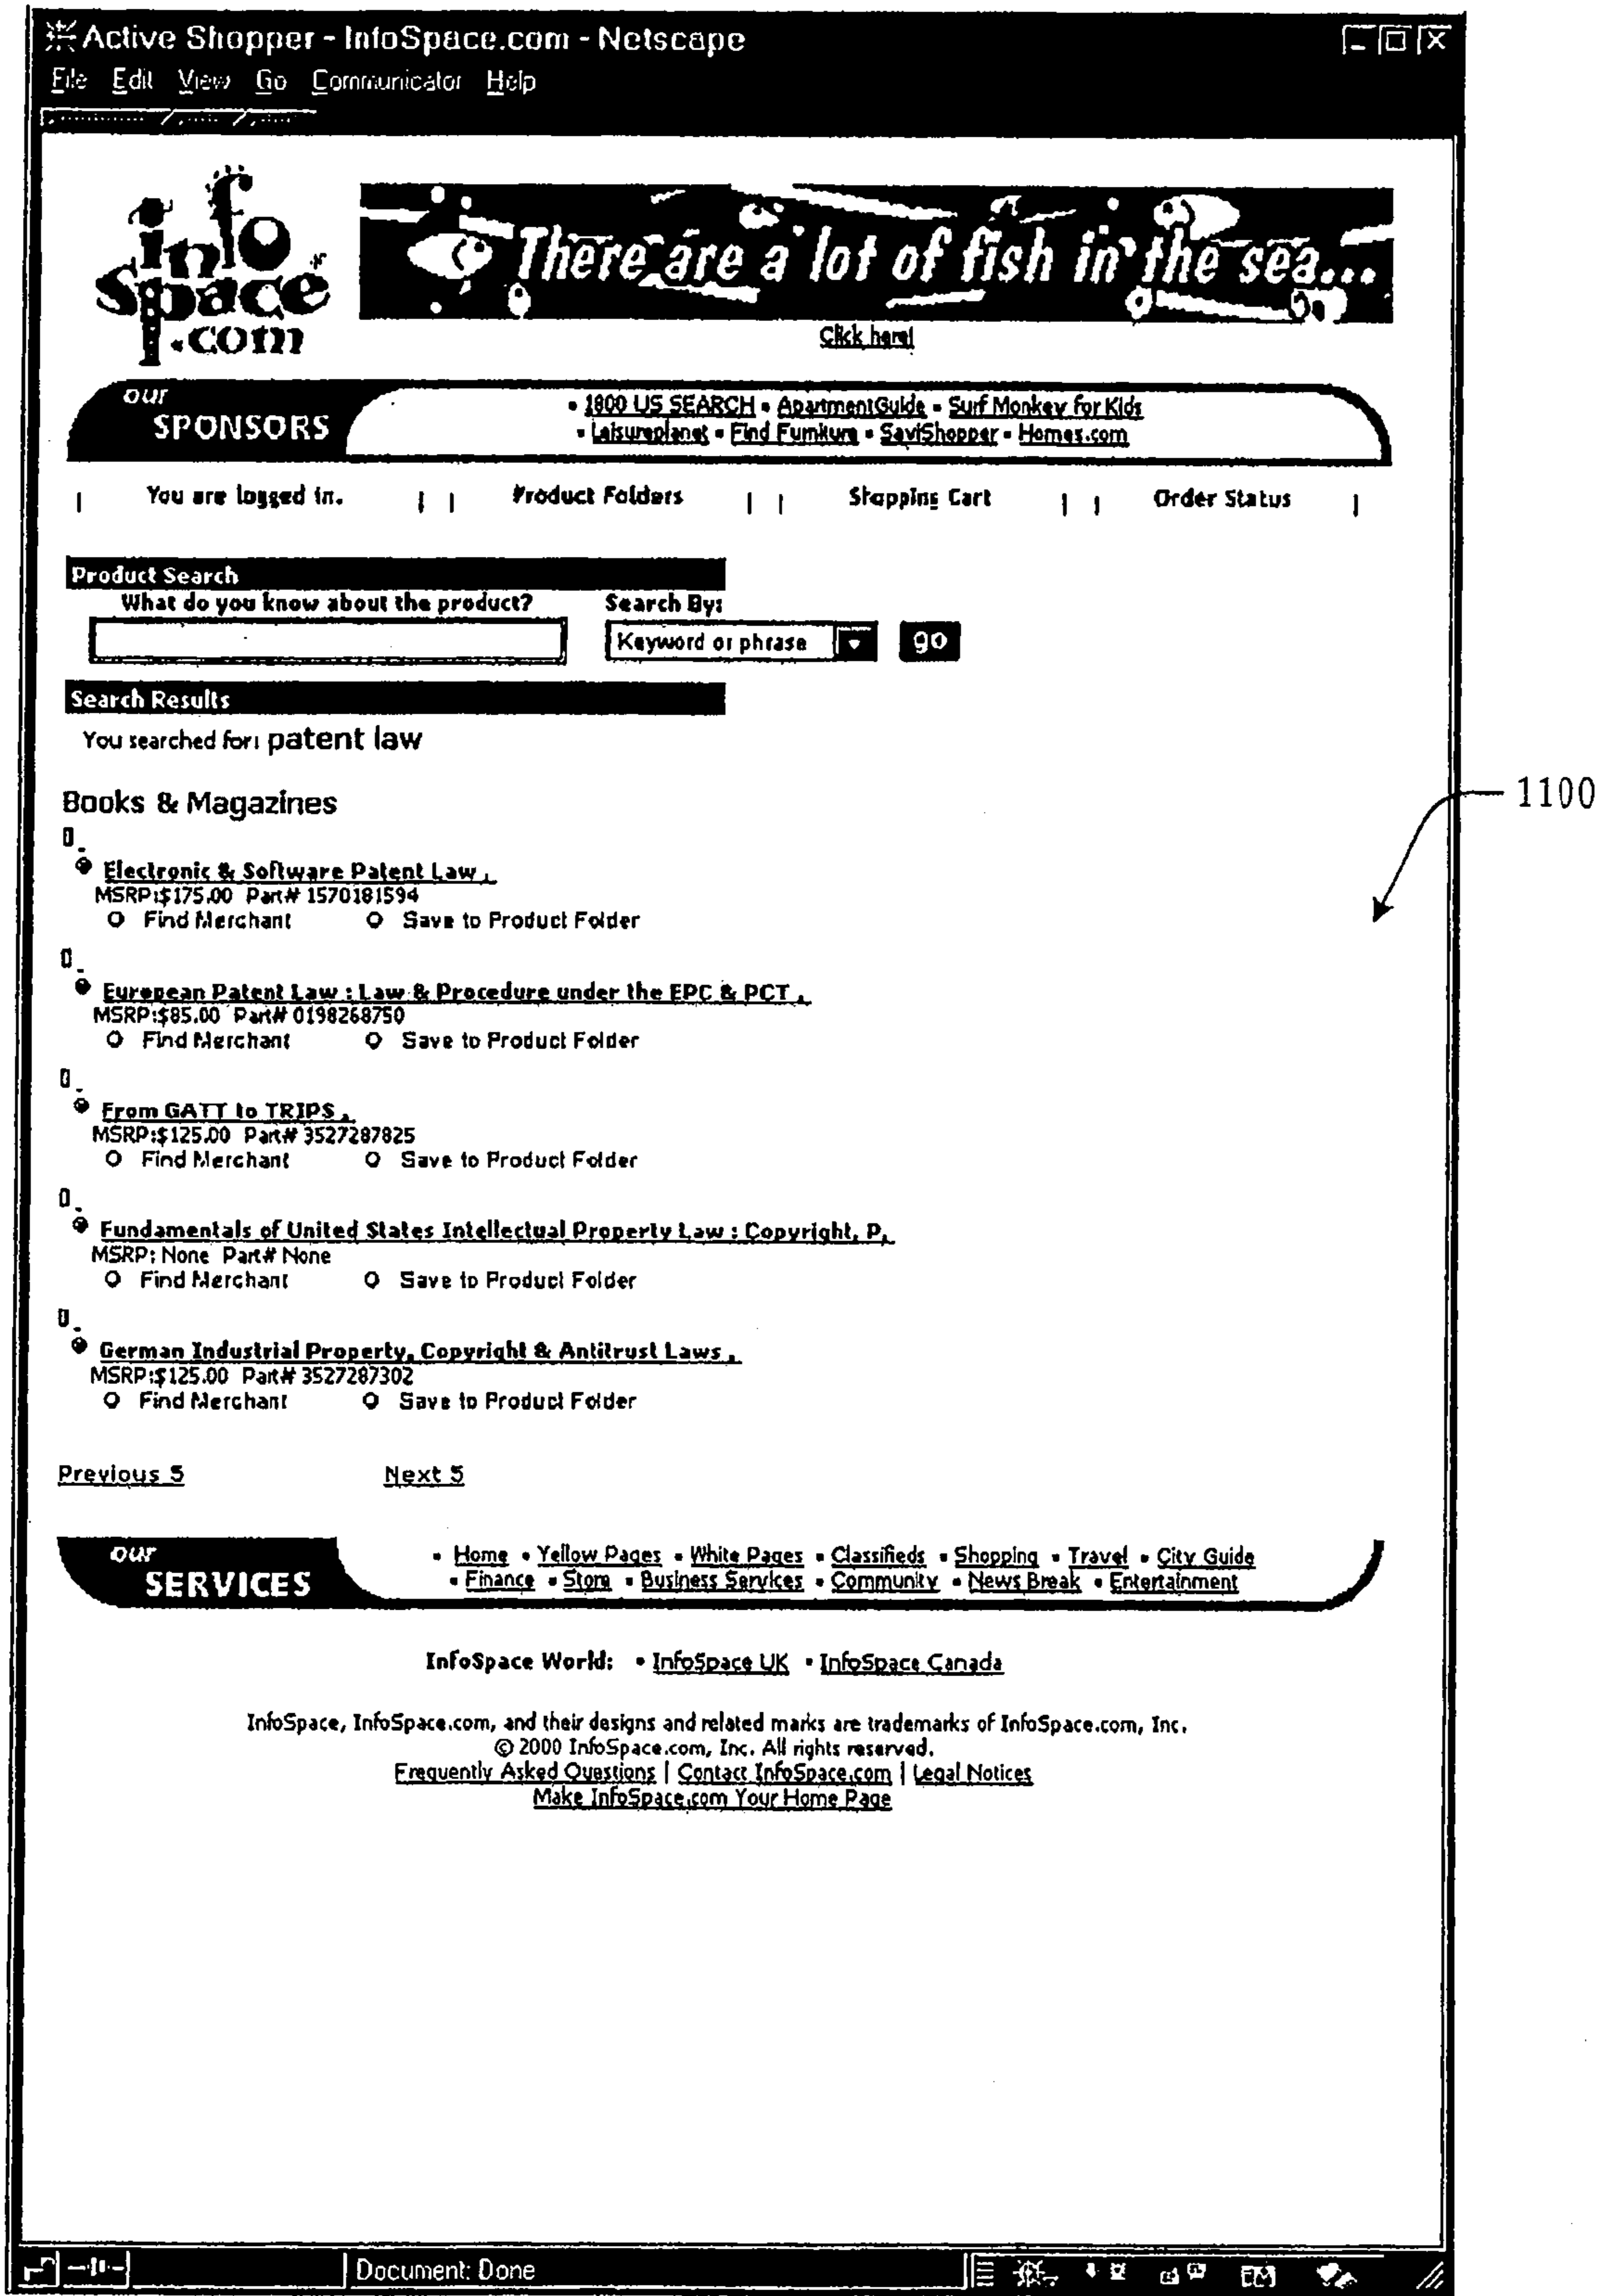 Active Shopper - InfoSpace.com - Netscape
File Edit View Go Communicator Help
info
space
.com
There are a lot of fish in the sea...
Click here!
our
SPONSORS
▪ 1800 US SEARCH ▪ ApartmentGuide ▪ Surf Monkey for Kids
▪ Leisureplanet ▪ Find Furniture ▪ SaviShopper ▪ Homes.com
| You are logged in. | | Product Folders | | Shopping Cart | | Order Status |
Product Search
What do you know about the product? Search By:
Keyword or phrase go
Search Results
You searched for: patent law
1100
Books & Magazines
Electronic & Software Patent Law ,
MSRP:$175.00 Part# 1570181594
Find Merchant Save to Product Folder
European Patent Law : Law & Procedure under the EPC & PCT ,
MSRP:$85.00 Part# 0198268750
Find Merchant Save to Product Folder
From GATT to TRIPS ,
MSRP:$125.00 Part# 3527287825
Find Merchant Save to Product Folder
Fundamentals of United States Intellectual Property Law : Copyright, P,
MSRP: None Part# None
Find Merchant Save to Product Folder
German Industrial Property, Copyright & Antitrust Laws ,
MSRP:$125.00 Part# 3527287302
Find Merchant Save to Product Folder
Previous 5 Next 5
our
SERVICES
▪ Home ▪ Yellow Pages ▪ White Pages ▪ Classifieds ▪ Shopping ▪ Travel ▪ City Guide
▪ Finance ▪ Store ▪ Business Services ▪ Community ▪ News Break ▪ Entertainment
InfoSpace World: ▪ InfoSpace UK ▪ InfoSpace Canada
InfoSpace, InfoSpace.com, and their designs and related marks are trademarks of InfoSpace.com, Inc.
© 2000 InfoSpace.com, Inc. All rights reserved.
Frequently Asked Questions | Contact InfoSpace.com | Legal Notices
Make InfoSpace.com Your Home Page
Document: Done